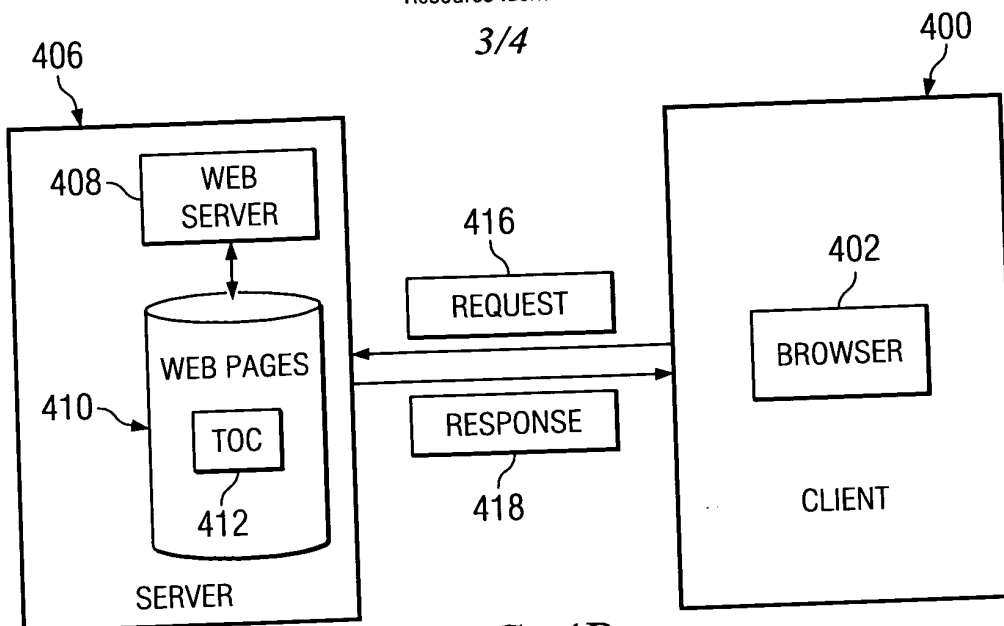 3/4
406
400
408
WEB
SERVER
416
402
REQUEST
BROWSER
WEB PAGES
410
TOC
RESPONSE
412
418
CLIENT
SERVER